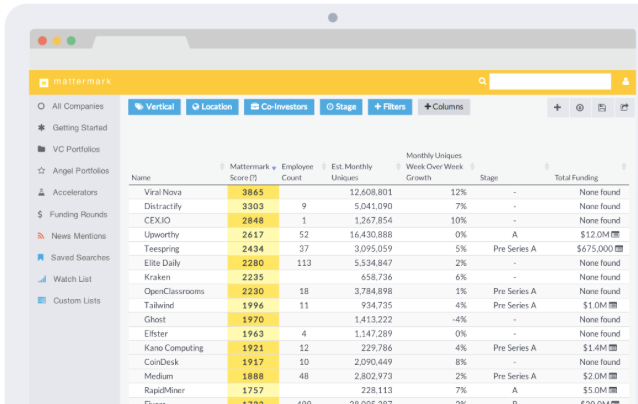 mattermark
All Companies
Getting Started
VC Portfolios
Angel Portfolios
Accelerators
Funding Rounds
News Mentions
Saved Searches
Watch List
Custom Lists
Vertical Location Co-Investors Stage + Filters + Columns
Name Mattermark Score [?] Employee Count Est. Monthly Uniques Monthly Uniques Week Over Week Growth Stage Total Funding
Viral Nova 3865 12,608,801 12% - None found
Distractify 3303 9 5,041,090 7% - None found
CEX.IO 2848 1 1,267,854 10% - None found
Upworthy 2617 52 16,430,888 0% A $12.0M
Teespring 2434 37 3,095,059 5% Pre Series A $675,000
Elite Daily 2280 113 5,534,847 2% - None found
Kraken 2235 658,736 6% - None found
OpenClassrooms 2230 18 3,784,898 1% Pre Series A None found
Tailwind 1996 11 934,735 4% Pre Series A $1.0M
Ghost 1970 1,413,222 -4% - None found
Elfster 1963 4 1,147,289 0% - None found
Kano Computing 1921 12 229,786 4% Pre Series A $1.4M
CoinDesk 1917 10 2,090,449 8% - None found
Medium 1888 48 2,802,973 2% Pre Series A $2.0M
RapidMiner 1757 228,113 7% A $5.0M